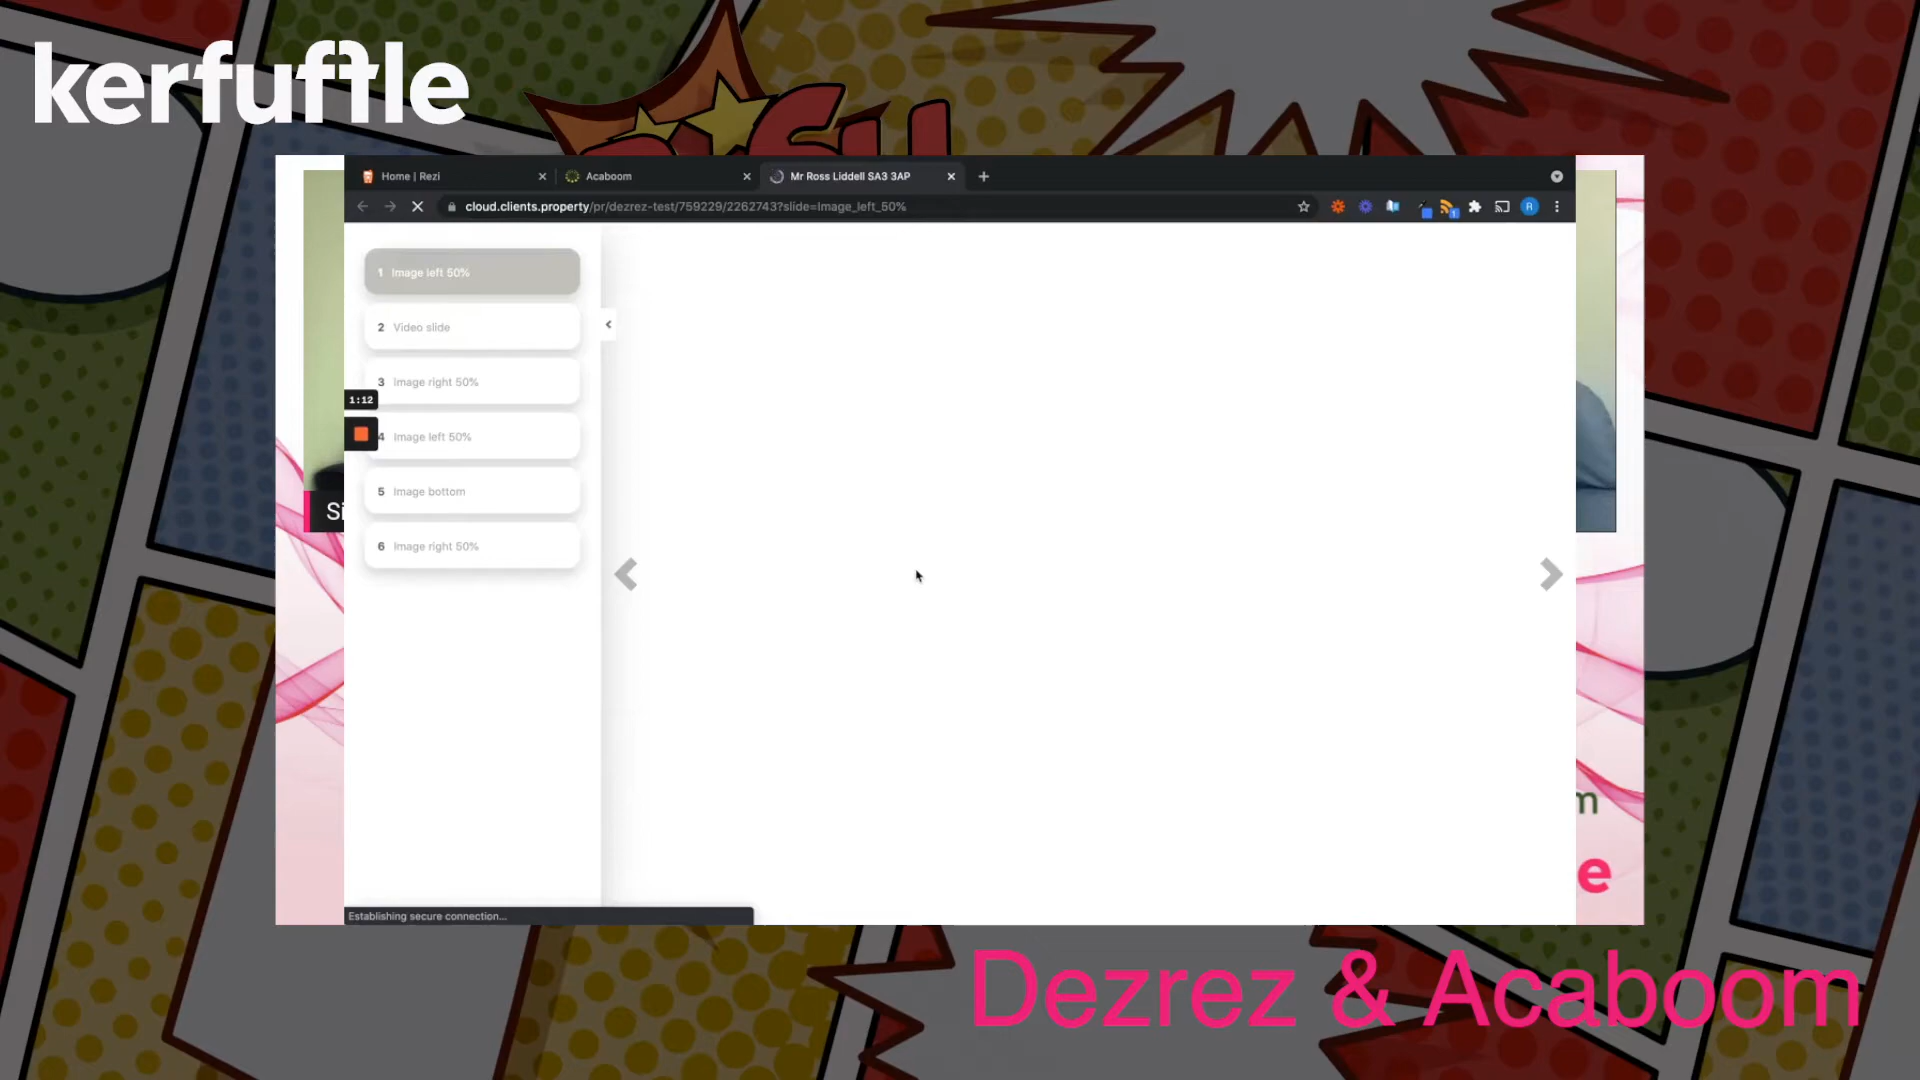 kerfuffle
Home | Rezi
Acaboom
Mr Ross Liddell SA3 3AP
cloud.clients.property/pr/dezrez-test/759229/2262743?slide=Image_left_50%
1 Image left 50%
2 Video slide
3 Image right 50%
1:12
4 Image left 50%
5 Image bottom
Si
6 Image right 50%
m
e
Establishing secure connection...
Dezrez & Acaboom